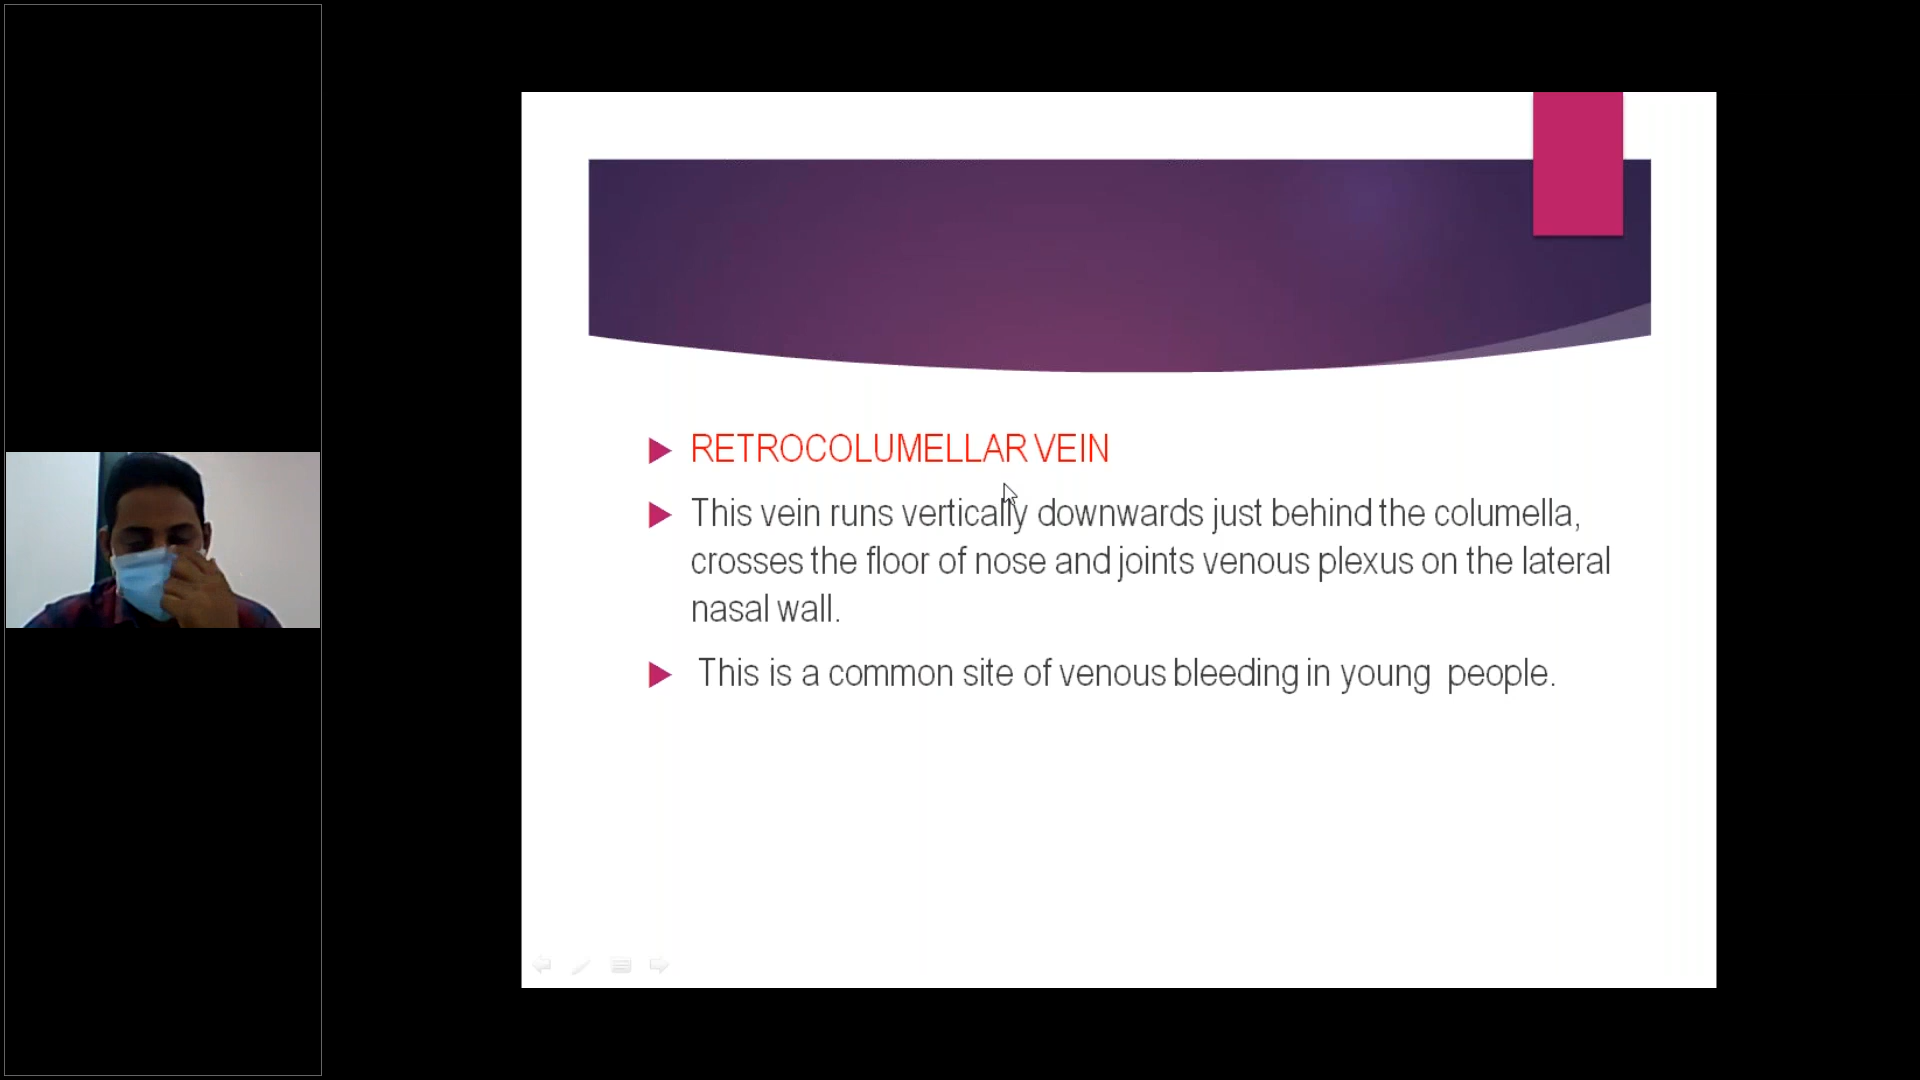 RETROCOLUMELLAR VEIN
This vein runs vertically downwards just behind the columella,
crosses the floor of nose and joints venous plexus on the lateral
nasal wall.
This is a common site of venous bleeding in young people.